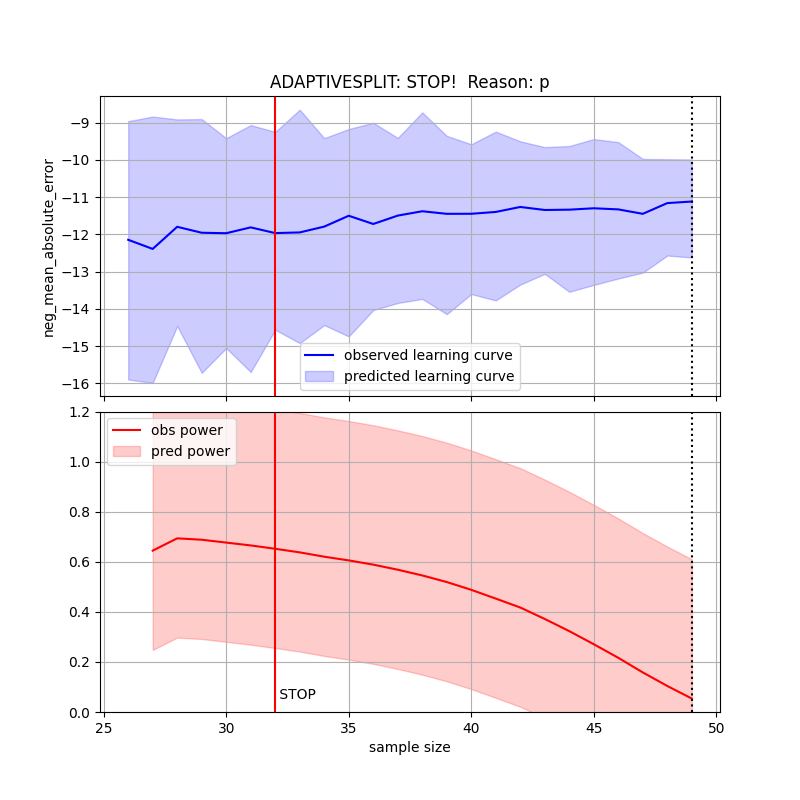 ADAPTIVESPLIT: STOP!  Reason: p
neg_mean_absolute_error
−9
−10
−11
−12
−13
−14
−15
−16
observed learning curve
predicted learning curve
1.2
1.0
0.8
0.6
0.4
0.2
0.0
obs power
pred power
STOP
25
30
35
40
45
50
sample size